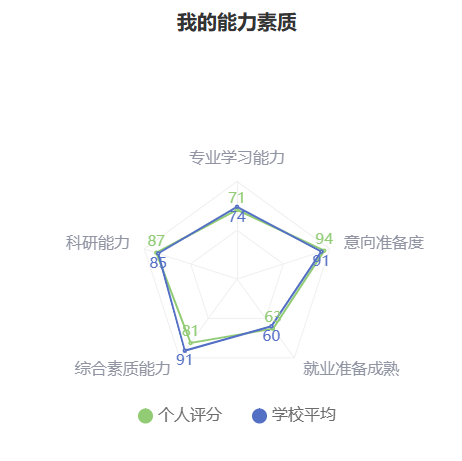 我的能力素质
专业学习能力
71
74
科研能力
87
85
94
91
意向准备度
81
91
综合素质能力
60
就业准备成熟
个人评分
学校平均